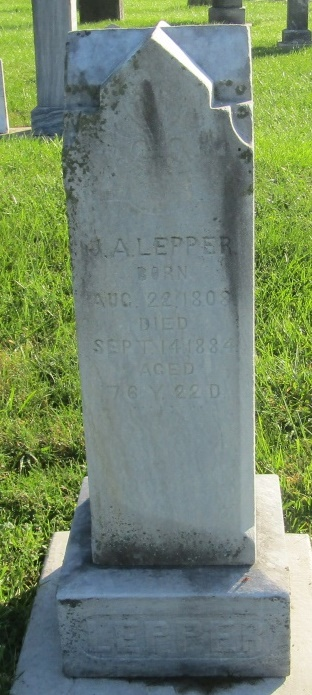 J. A. LEPPER
BORN
AUG. 22, 1808
DIED
SEPT. 14, 1884
AGED
76 Y. 22 D.
LEPPER